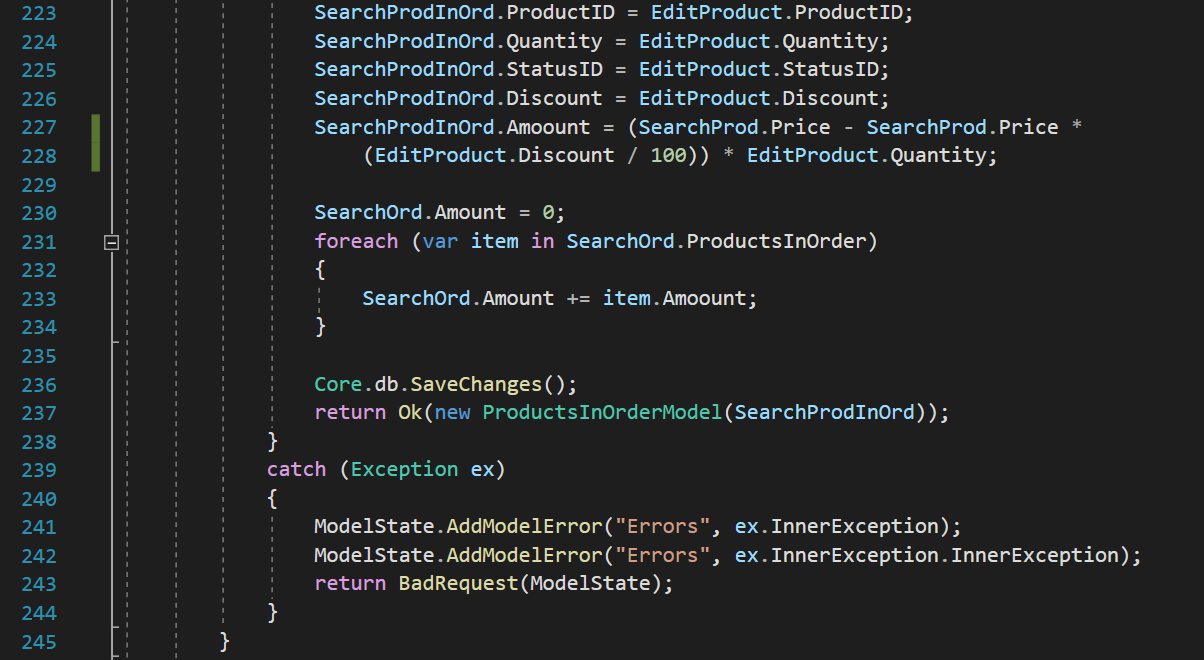 223 SearchProdInOrd.ProductID = EditProduct.ProductID;
224 SearchProdInOrd.Quantity = EditProduct.Quantity;
225 SearchProdInOrd.StatusID = EditProduct.StatusID;
226 SearchProdInOrd.Discount = EditProduct.Discount;
227 SearchProdInOrd.Amoount = (SearchProd.Price - SearchProd.Price *
228 (EditProduct.Discount / 100)) * EditProduct.Quantity;
229
230 SearchOrd.Amount = 0;
231 foreach (var item in SearchOrd.ProductsInOrder)
232 {
233 SearchOrd.Amount += item.Amoount;
234 }
235
236 Core.db.SaveChanges();
237 return Ok(new ProductsInOrderModel(SearchProdInOrd));
238 }
239 catch (Exception ex)
240 {
241 ModelState.AddModelError("Errors", ex.InnerException);
242 ModelState.AddModelError("Errors", ex.InnerException.InnerException);
243 return BadRequest(ModelState);
244 }
245 }